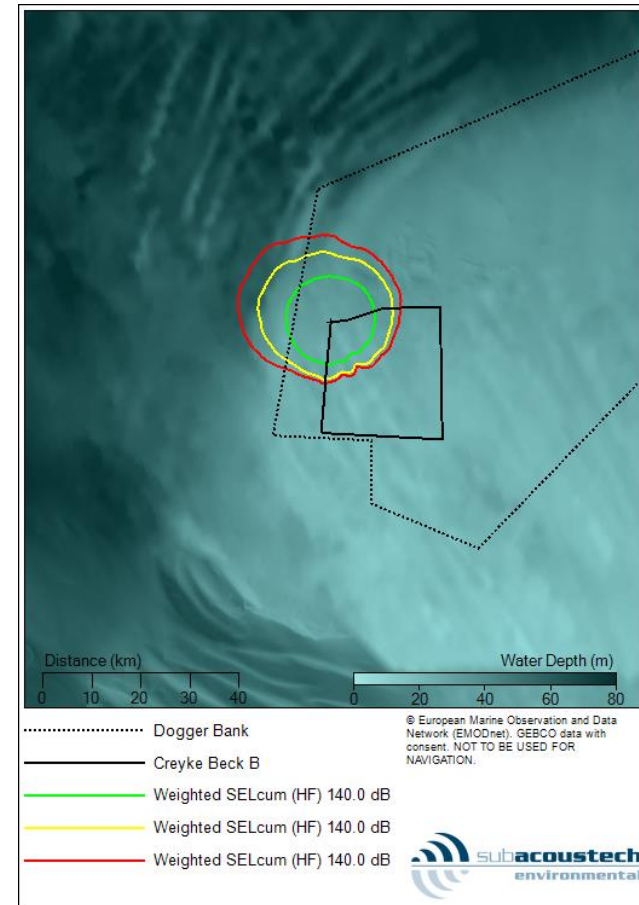 Distance (km)
0 10 20 30 40
Water Depth (m)
0 20 40 60 80
Dogger Bank
Creyke Beck B
Weighted SELcum (HF) 140.0 dB
Weighted SELcum (HF) 140.0 dB
Weighted SELcum (HF) 140.0 dB
© European Marine Observation and Data
Network (EMODnet). GEBCO data with
consent. NOT TO BE USED FOR
NAVIGATION.
subacoustech
environmental